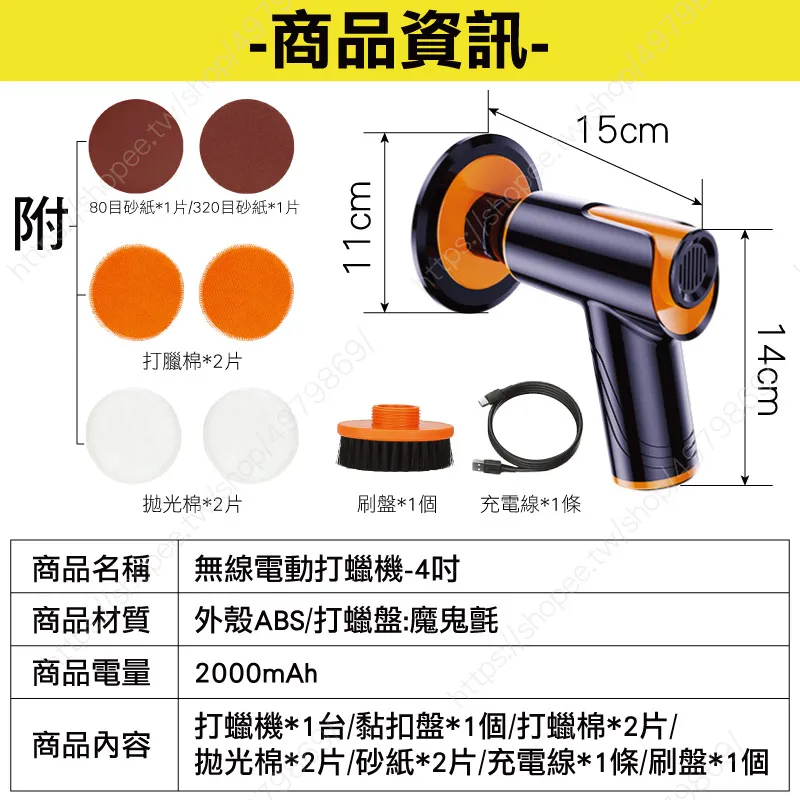 -商品資訊-
附
80目砂紙*1片/320目砂紙*1片
打臘棉*2片
拋光棉*2片
刷盤*1個
充電線*1條
15cm
11cm
14cm
商品名稱 無線電動打蠟機-4吋
商品材質 外殼ABS/打蠟盤:魔鬼氈
商品電量 2000mAh
商品內容 打蠟機*1台/黏扣盤*1個/打蠟棉*2片/
拋光棉*2片/砂紙*2片/充電線*1條/刷盤*1個
https://shopee.tw/shop/4979869/